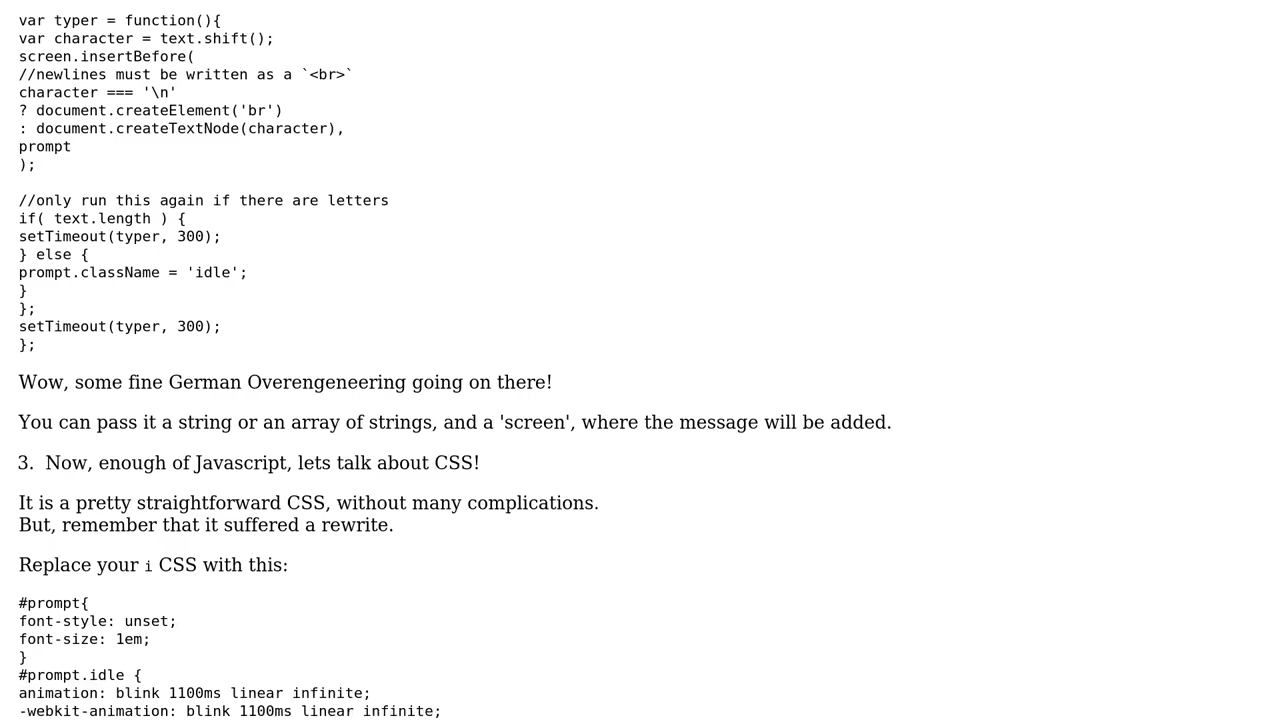 var typer = function(){
var character = text.shift();
screen.insertBefore(
//newlines must be written as a `<br>`
character === '\n'
? document.createElement('br')
: document.createTextNode(character),
prompt
);

//only run this again if there are letters
if( text.length ) {
setTimeout(typer, 300);
} else {
prompt.className = 'idle';
}
};
setTimeout(typer, 300);
};
Wow, some fine German Overengeneering going on there!
You can pass it a string or an array of strings, and a 'screen', where the message will be added.
3. Now, enough of Javascript, lets talk about CSS!
It is a pretty straightforward CSS, without many complications.
But, remember that it suffered a rewrite.
Replace your i CSS with this:
#prompt{
font-style: unset;
font-size: 1em;
}
#prompt.idle {
animation: blink 1100ms linear infinite;
-webkit-animation: blink 1100ms linear infinite;